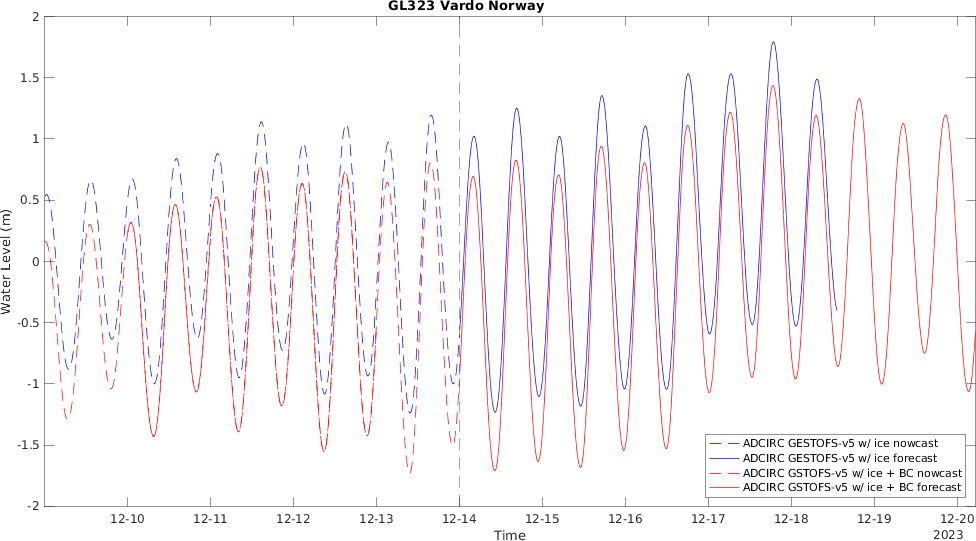 GL323 Vardo Norway
2
1.5
1
0.5
0
-0.5
-1
-1.5
-2
Water Level (m)
12-10 12-11 12-12 12-13 12-14 12-15 12-16 12-17 12-18 12-19 12-20
Time
2023
ADCIRC GESTOFS-v5 w/ ice nowcast
ADCIRC GESTOFS-v5 w/ ice forecast
ADCIRC GSTOFS-v5 w/ ice + BC nowcast
ADCIRC GSTOFS-v5 w/ ice + BC forecast